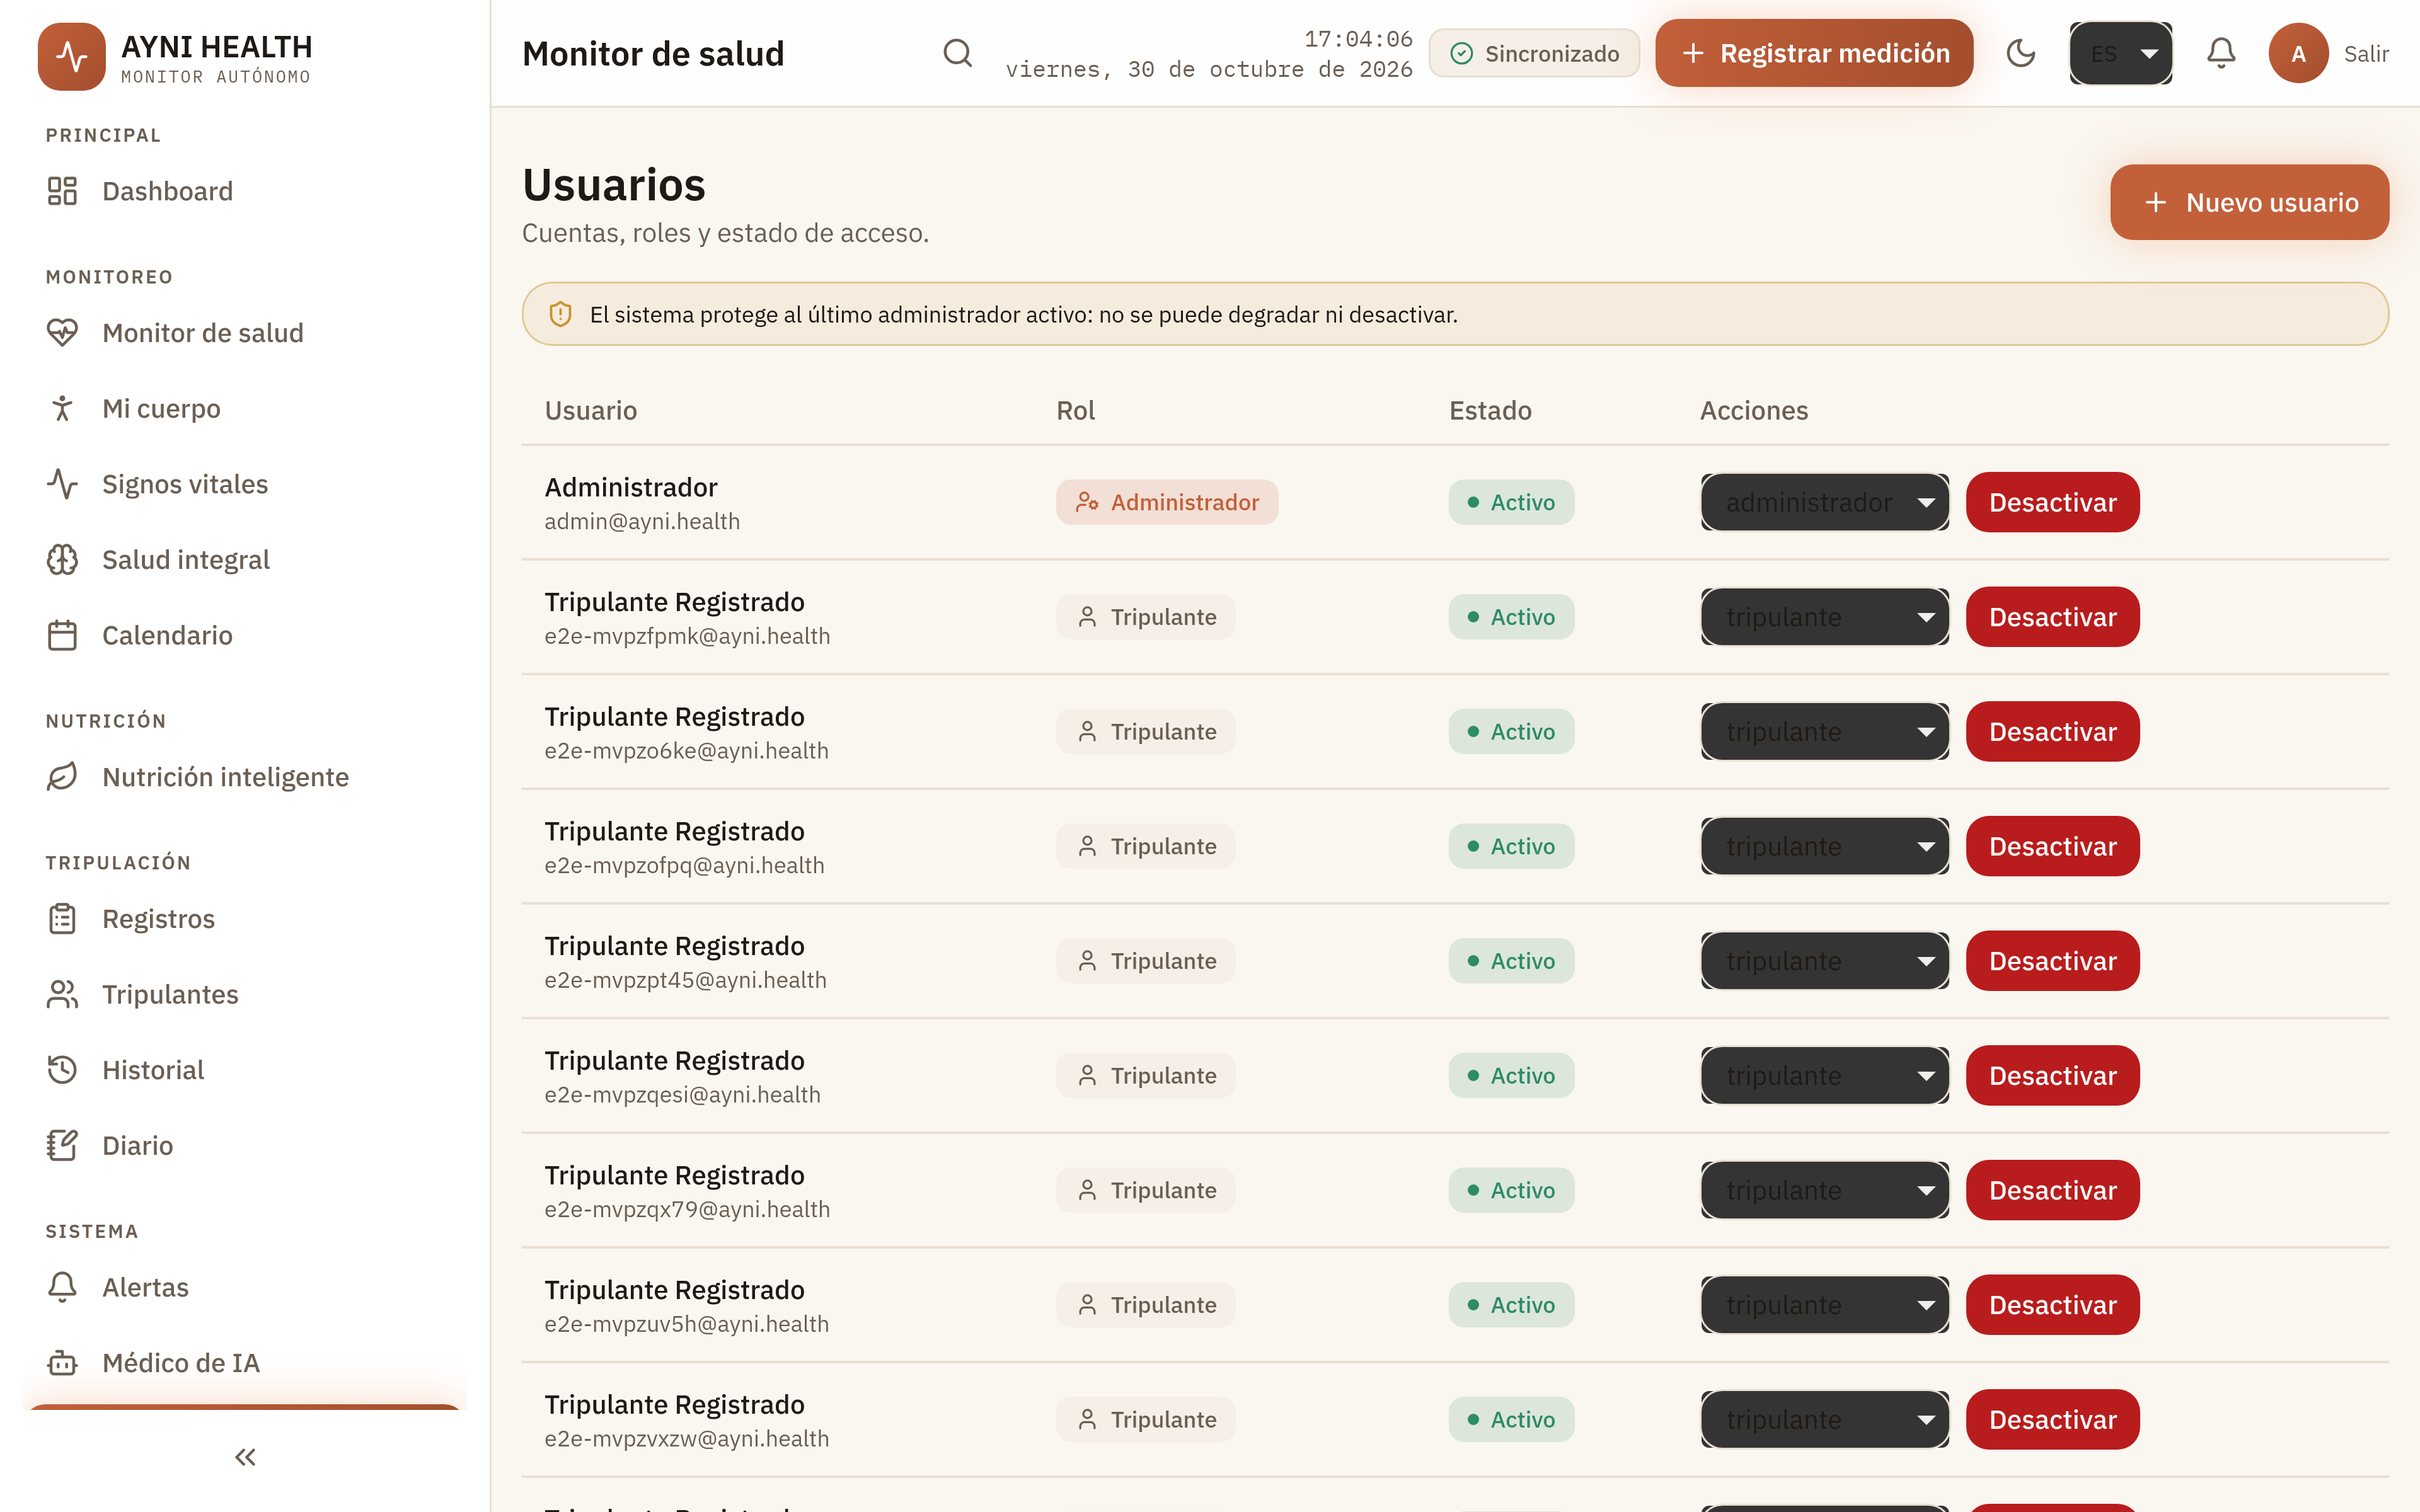 AYNI HEALTH
MONITOR AUTÓNOMO
PRINCIPAL
Dashboard
MONITOREO
Monitor de salud
Mi cuerpo
Signos vitales
Salud integral
Calendario
NUTRICIÓN
Nutrición inteligente
TRIPULACIÓN
Registros
Tripulantes
Historial
Diario
SISTEMA
Alertas
Médico de IA
Monitor de salud
17:04:06
viernes, 30 de octubre de 2026
Sincronizado
Registrar medición
ES
A
Salir
Usuarios
Cuentas, roles y estado de acceso.
Nuevo usuario
El sistema protege al último administrador activo: no se puede degradar ni desactivar.
Usuario Rol Estado Acciones
Administrador
admin@ayni.health
Administrador Activo administrador Desactivar
Tripulante Registrado
e2e-mvpzfpmk@ayni.health
Tripulante Activo tripulante Desactivar
Tripulante Registrado
e2e-mvpzo6ke@ayni.health
Tripulante Activo tripulante Desactivar
Tripulante Registrado
e2e-mvpzofpq@ayni.health
Tripulante Activo tripulante Desactivar
Tripulante Registrado
e2e-mvpzpt45@ayni.health
Tripulante Activo tripulante Desactivar
Tripulante Registrado
e2e-mvpzqesi@ayni.health
Tripulante Activo tripulante Desactivar
Tripulante Registrado
e2e-mvpzqx79@ayni.health
Tripulante Activo tripulante Desactivar
Tripulante Registrado
e2e-mvpzuv5h@ayni.health
Tripulante Activo tripulante Desactivar
Tripulante Registrado
e2e-mvpzvxzw@ayni.health
Tripulante Activo tripulante Desactivar